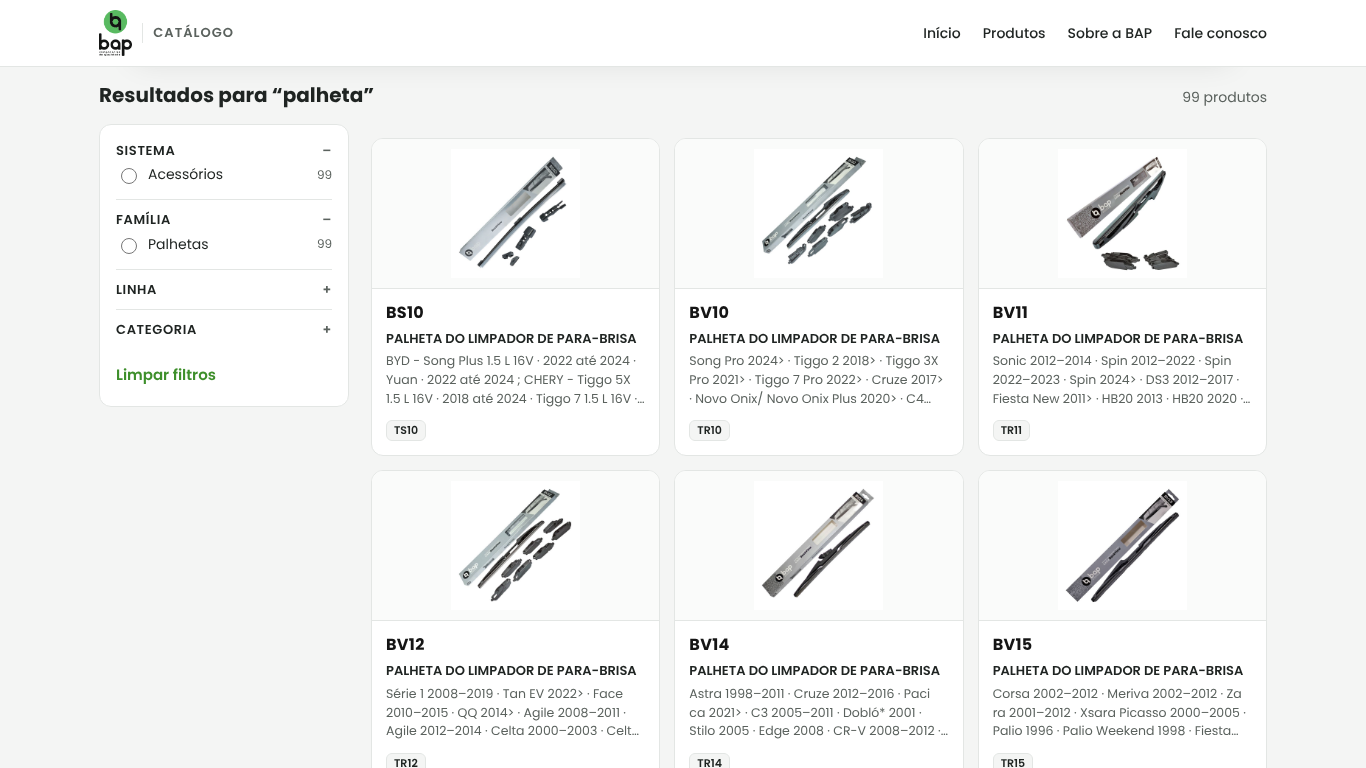 bap
CATÁLOGO
Início
Produtos
Sobre a BAP
Fale conosco
Resultados para “palheta”
99 produtos
SISTEMA −
Acessórios 99
FAMÍLIA −
Palhetas 99
LINHA +
CATEGORIA +
Limpar filtros
BS10
PALHETA DO LIMPADOR DE PARA-BRISA
BYD - Song Plus 1.5 L 16V · 2022 até 2024 ·
Yuan · 2022 até 2024 ; CHERY - Tiggo 5X
1.5 L 16V · 2018 até 2024 · Tiggo 7 1.5 L 16V ·…
TS10
BV10
PALHETA DO LIMPADOR DE PARA-BRISA
Song Pro 2024> · Tiggo 2 2018> · Tiggo 3X
Pro 2021> · Tiggo 7 Pro 2022> · Cruze 2017>
· Novo Onix/ Novo Onix Plus 2020> · C4…
TR10
bap
BV11
PALHETA DO LIMPADOR DE PARA-BRISA
Sonic 2012–2014 · Spin 2012–2022 · Spin
2022–2023 · Spin 2024> · DS3 2012–2017 ·
Fiesta New 2011> · HB20 2013 · HB20 2020 ·…
TR11
BV12
PALHETA DO LIMPADOR DE PARA-BRISA
Série 1 2008–2019 · Tan EV 2022> · Face
2010–2015 · QQ 2014> · Agile 2008–2011 ·
Agile 2012–2014 · Celta 2000–2003 · Celt…
TR12
bap
BV14
PALHETA DO LIMPADOR DE PARA-BRISA
Astra 1998–2011 · Cruze 2012–2016 · Paci
ca 2021> · C3 2005–2011 · Dobló* 2001 ·
Stilo 2005 · Edge 2008 · CR-V 2008–2012 ·…
TR14
bap
BV15
PALHETA DO LIMPADOR DE PARA-BRISA
Corsa 2002–2012 · Meriva 2002–2012 · Za
ra 2001–2012 · Xsara Picasso 2000–2005 ·
Palio 1996 · Palio Weekend 1998 · Fiesta…
TR15